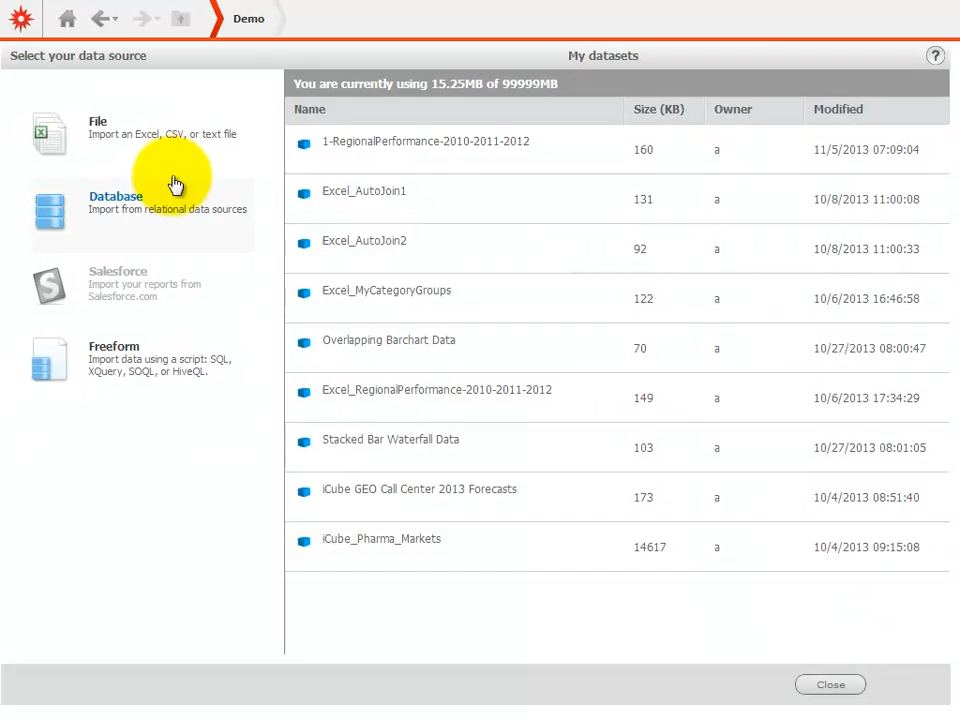 Demo
Select your data source
My datasets
?
File
Import an Excel, CSV, or text file
Database
Import from relational data sources
Salesforce
Import your reports from
Salesforce.com
Freeform
Import data using a script: SQL,
XQuery, SOQL, or HiveQL.
You are currently using 15.25MB of 99999MB
Name Size (KB) Owner Modified
1-RegionalPerformance-2010-2011-2012 160 a 11/5/2013 07:09:04
Excel_AutoJoin1 131 a 10/8/2013 11:00:08
Excel_AutoJoin2 92 a 10/8/2013 11:00:33
Excel_MyCategoryGroups 122 a 10/6/2013 16:46:58
Overlapping Barchart Data 70 a 10/27/2013 08:00:47
Excel_RegionalPerformance-2010-2011-2012 149 a 10/6/2013 17:34:29
Stacked Bar Waterfall Data 103 a 10/27/2013 08:01:05
iCube GEO Call Center 2013 Forecasts 173 a 10/4/2013 08:51:40
iCube_Pharma_Markets 14617 a 10/4/2013 09:15:08
Close